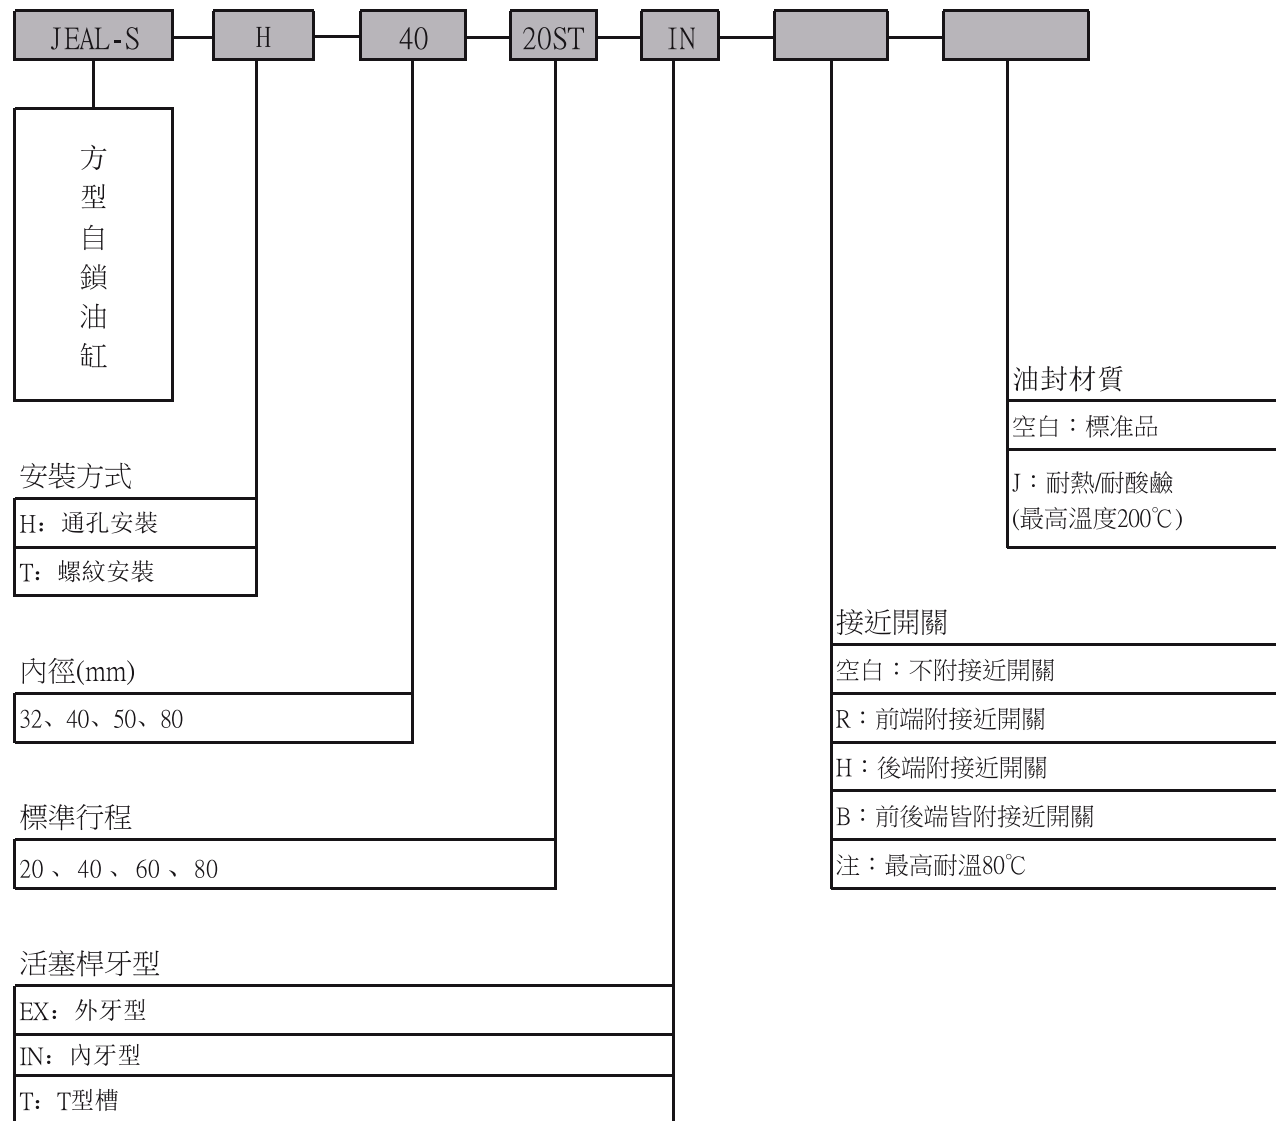 JEAL-S H 40 20ST IN
方
型
自
鎖
油
缸
安裝方式
H：通孔安裝
T：螺紋安裝
內徑(mm)
32、40、50、80
標準行程
20、40、60、80
活塞桿牙型
EX：外牙型
IN：內牙型
T：T型槽
油封材質
空白：標准品
J：耐熱/耐酸鹼
(最高溫度200℃)
接近開關
空白：不附接近開關
R：前端附接近開關
H：後端附接近開關
B：前後端皆附接近開關
注：最高耐溫80℃